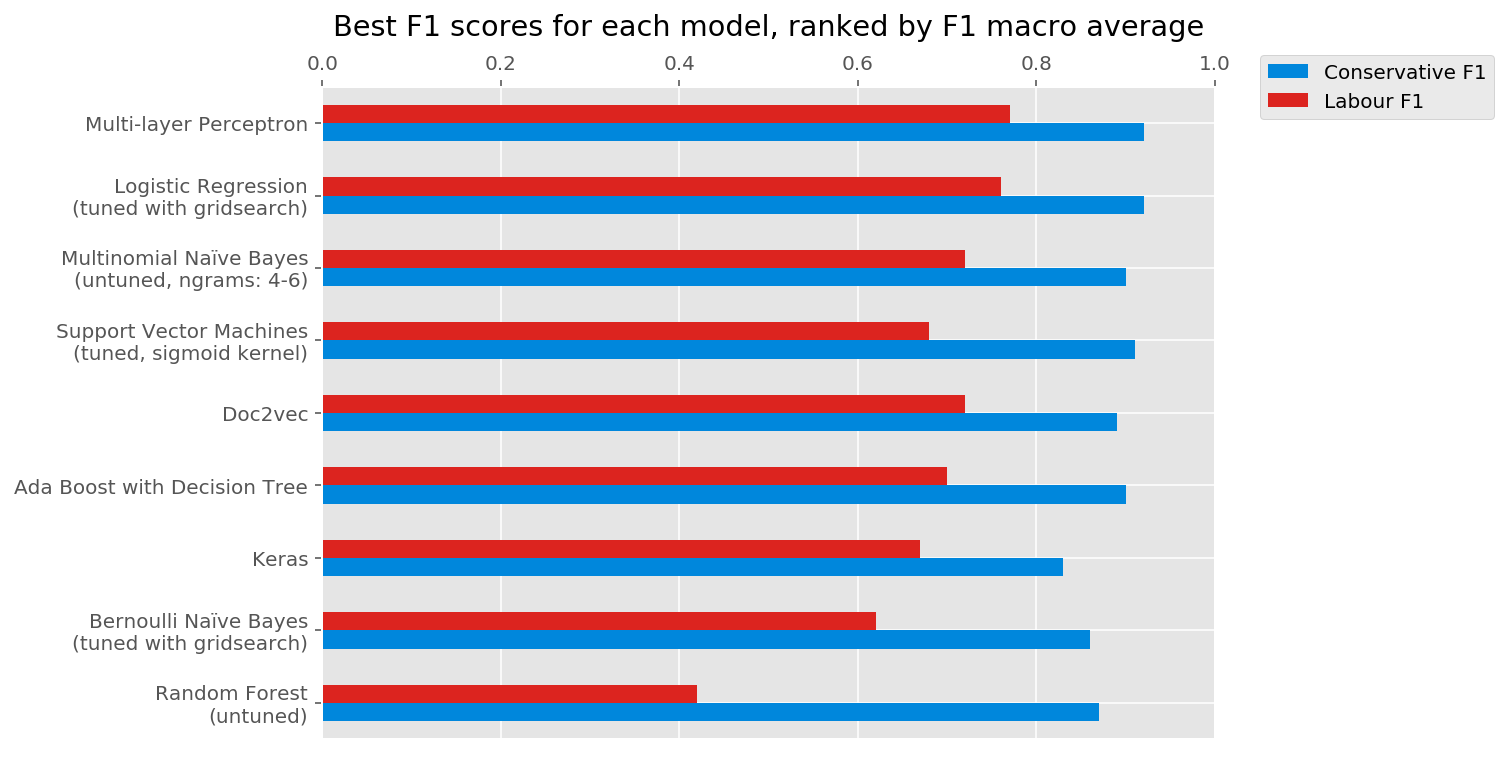 Best F1 scores for each model, ranked by F1 macro average
0.0 0.2 0.4 0.6 0.8 1.0
Conservative F1
Labour F1
Multi-layer Perceptron
Logistic Regression
(tuned with gridsearch)
Multinomial Naïve Bayes
(untuned, ngrams: 4-6)
Support Vector Machines
(tuned, sigmoid kernel)
Doc2vec
Ada Boost with Decision Tree
Keras
Bernoulli Naïve Bayes
(tuned with gridsearch)
Random Forest
(untuned)